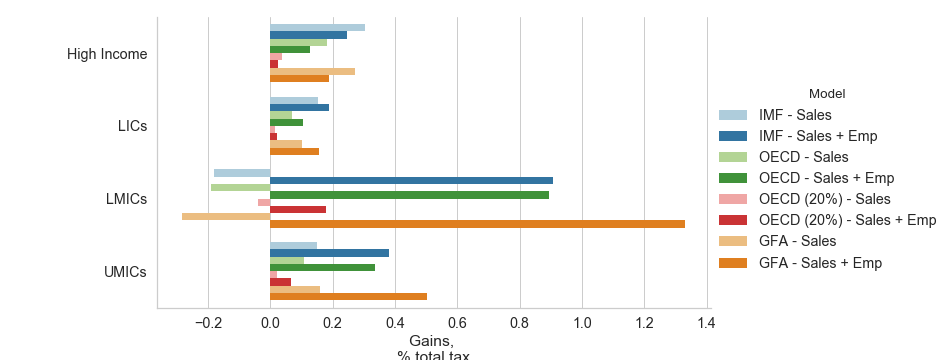 High Income
LICs
LMICs
UMICs
−0.2 0.0 0.2 0.4 0.6 0.8 1.0 1.2 1.4
Gains,
% total tax
Model
IMF - Sales
IMF - Sales + Emp
OECD - Sales
OECD - Sales + Emp
OECD (20%) - Sales
OECD (20%) - Sales + Emp
GFA - Sales
GFA - Sales + Emp